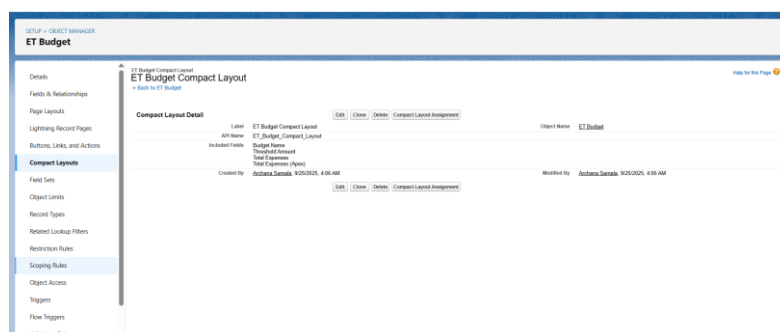 SETUP > OBJECT MANAGER
ET Budget
Details
Fields & Relationships
Page Layouts
Lightning Record Pages
Buttons, Links, and Actions
Compact Layouts
Field Sets
Object Limits
Record Types
Related Lookup Filters
Restriction Rules
Scoping Rules
Object Access
Triggers
Flow Triggers
ET Budget Compact Layout
ET Budget Compact Layout
« Back to ET Budget
Help for this Page
Compact Layout Detail
Edit Clone Delete Compact Layout Assignment
Label ET Budget Compact Layout Object Name ET Budget
API Name ET_Budget_Compact_Layout
Included Fields Budget Name
Threshold Amount
Total Expenses
Total Expenses (Apex)
Created By Archana Samala, 9/25/2025, 4:06 AM Modified By Archana Samala, 9/25/2025, 4:06 AM
Edit Clone Delete Compact Layout Assignment